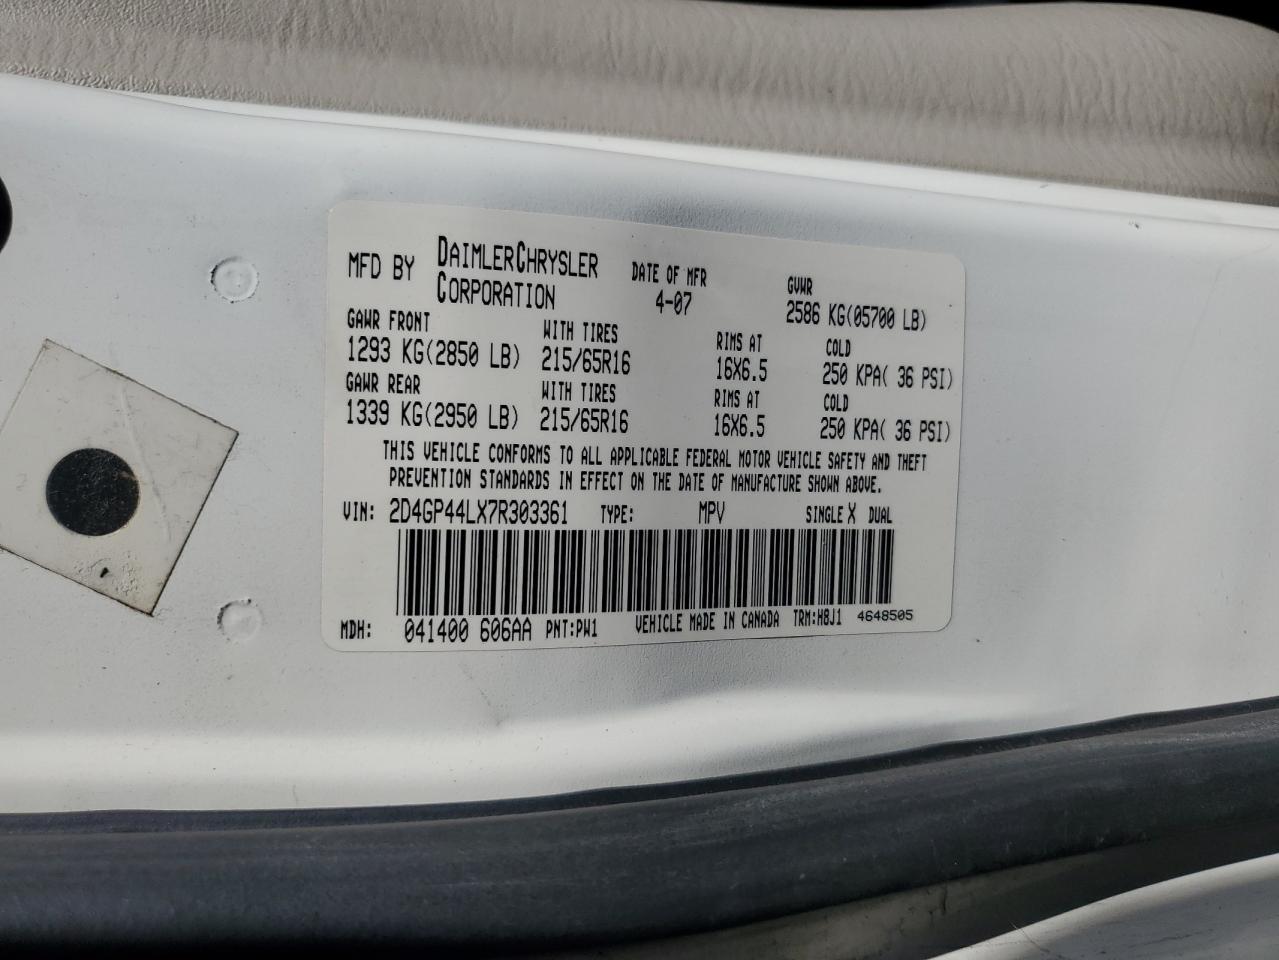 MFD BY DAIMLERCHRYSLER CORPORATION DATE OF MFR 4-07 GVWR 2586 KG(05700 LB)
GAWR FRONT WITH TIRES RIMS AT COLD
1293 KG(2850 LB) 215/65R16 16X6.5 250 KPA( 36 PSI)
GAWR REAR WITH TIRES RIMS AT COLD
1339 KG(2950 LB) 215/65R16 16X6.5 250 KPA( 36 PSI)
THIS VEHICLE CONFORMS TO ALL APPLICABLE FEDERAL MOTOR VEHICLE SAFETY AND THEFT
PREVENTION STANDARDS IN EFFECT ON THE DATE OF MANUFACTURE SHOWN ABOVE.
VIN: 2D4GP44LX7R303361 TYPE: MPV SINGLE X DUAL
MDH: 041400 606AA PNT:PW1 VEHICLE MADE IN CANADA TRM:H8J1 4648505